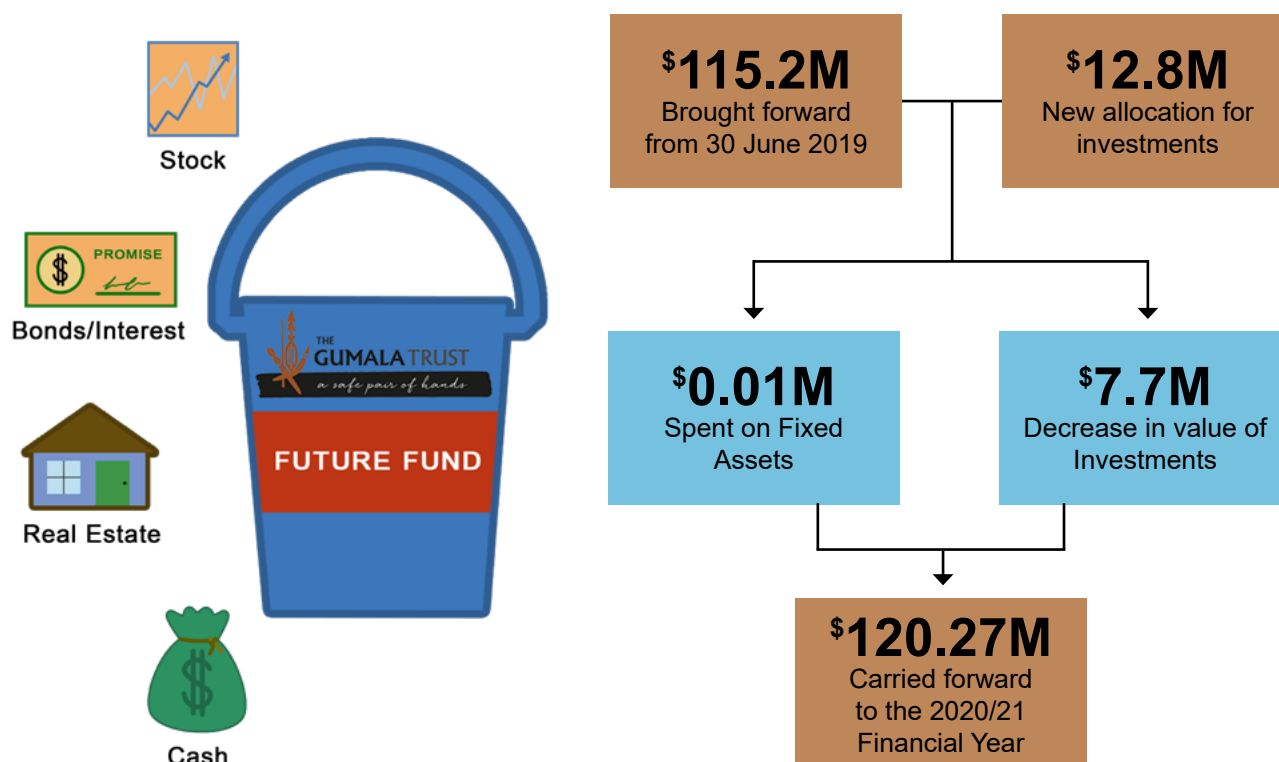 Stock
$
PROMISE
Bonds/Interest
Real Estate
$
Cash
THE
GUMALA TRUST
a safe pair of hands
FUTURE FUND
$115.2M
Brought forward
from 30 June 2019
$12.8M
New allocation for
investments
$0.01M
Spent on Fixed
Assets
$7.7M
Decrease in value of
Investments
$120.27M
Carried forward
to the 2020/21
Financial Year